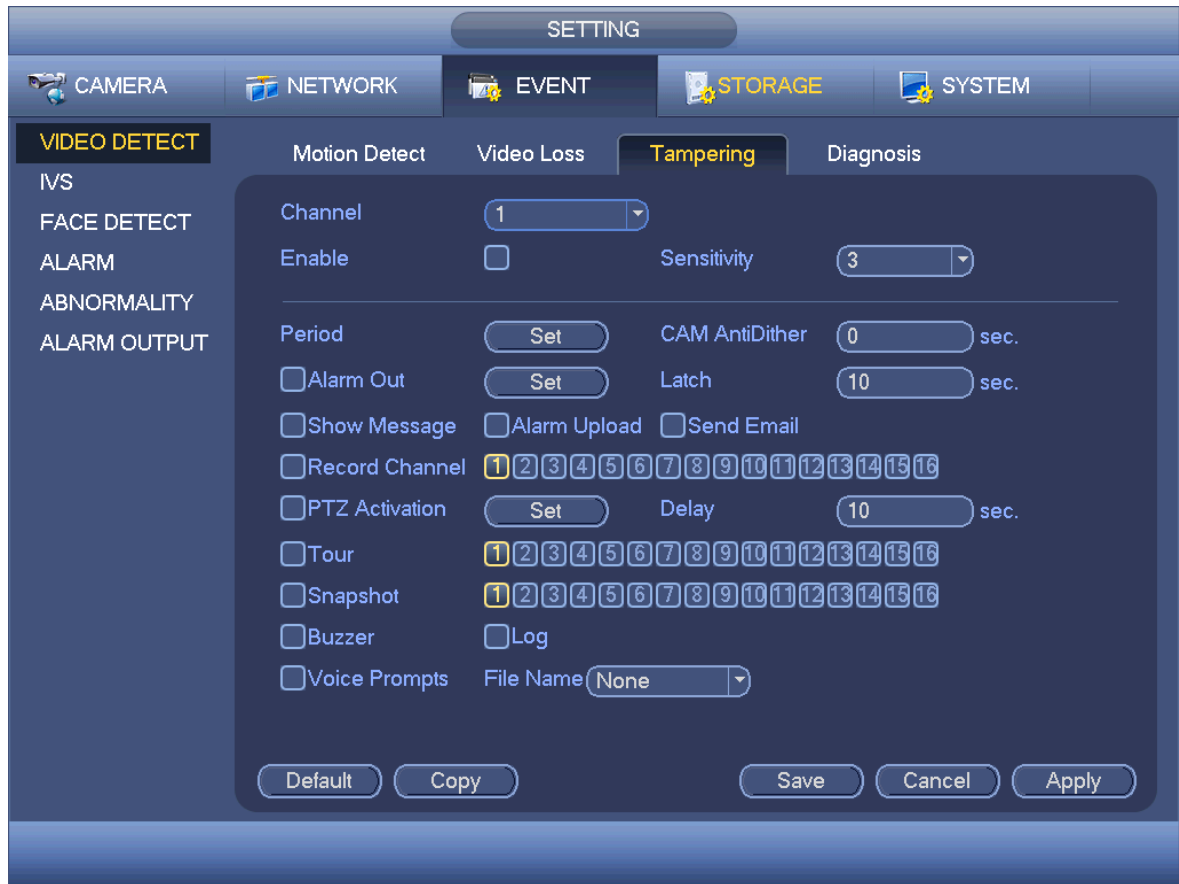 SETTING
CAMERA NETWORK EVENT STORAGE SYSTEM
VIDEO DETECT
IVS
FACE DETECT
ALARM
ABNORMALITY
ALARM OUTPUT
Motion Detect Video Loss Tampering Diagnosis
Channel 1
Enable Sensitivity 3
Period Set CAM AntiDither 0 sec.
Alarm Out Set Latch 10 sec.
Show Message Alarm Upload Send Email
Record Channel 1 2 3 4 5 6 7 8 9 10 11 12 13 14 15 16
PTZ Activation Set Delay 10 sec.
Tour 1 2 3 4 5 6 7 8 9 10 11 12 13 14 15 16
Snapshot 1 2 3 4 5 6 7 8 9 10 11 12 13 14 15 16
Buzzer Log
Voice Prompts File Name None
Default Copy Save Cancel Apply